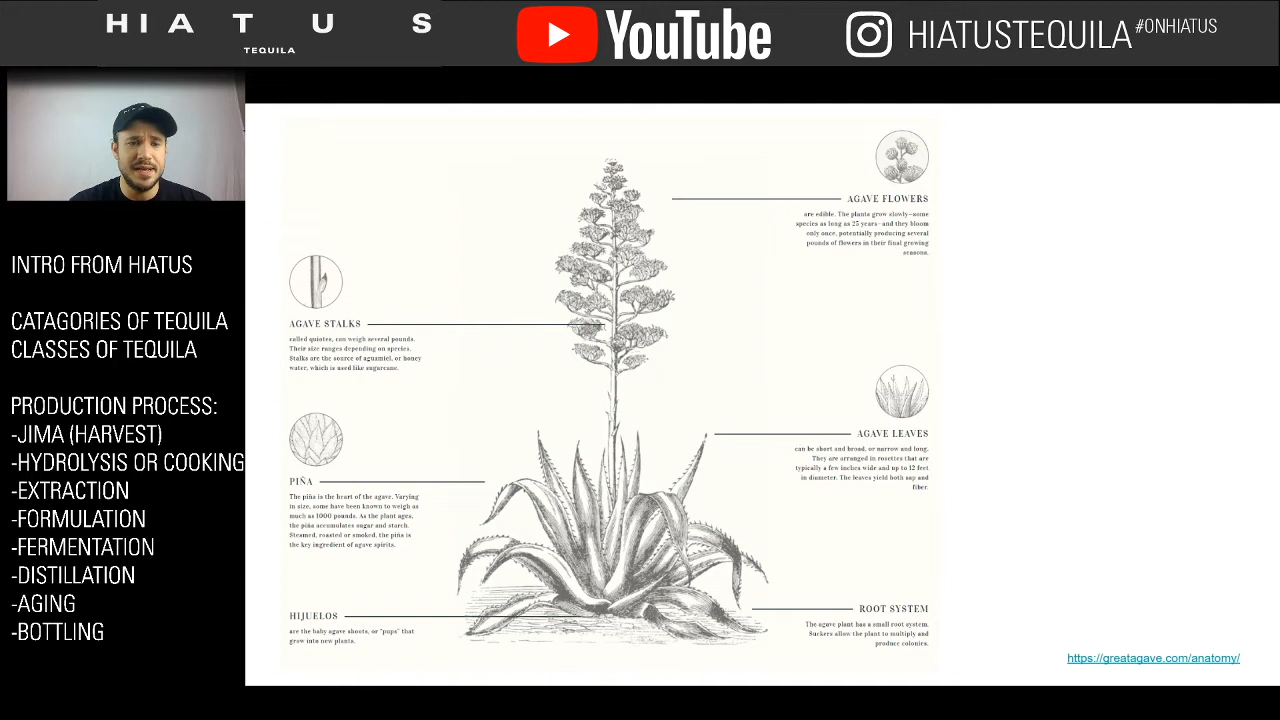 HIATUS
TEQUILA
YouTube
HIATUSTEQUILA #ONHIATUS
INTRO FROM HIATUS
CATAGORIES OF TEQUILA
CLASSES OF TEQUILA
PRODUCTION PROCESS:
-JIMA (HARVEST)
-HYDROLYSIS OR COOKING
-EXTRACTION
-FORMULATION
-FERMENTATION
-DISTILLATION
-AGING
-BOTTLING
AGAVE FLOWERS
are edible. The plants grow slowly–some
species as long as 25 years–and they bloom
only once, potentially producing several
pounds of flowers in their final growing
seasons.
AGAVE STALKS
called quiotes, can weigh several pounds.
Their size ranges depending on species.
Stalks are the source of aguamiel, or honey
water, which is used like sugarcane.
AGAVE LEAVES
can be short and broad, or narrow and long.
They are arranged in rosettes that are
typically a few inches wide and up to 12 feet
in diameter. The leaves yield both sap and
fiber.
PIÑA
The piña is the heart of the agave. Varying
in size, some have been known to weigh as
much as 1000 pounds. As the plant ages,
the piña accumulates sugar and starch.
Steamed, roasted or smoked, the piña is
the key ingredient of agave spirits.
HIJUELOS
are the baby agave shoots, or "pups" that
grow into new plants.
ROOT SYSTEM
The agave plant has a small root system.
Suckers allow the plant to multiply and
produce colonies.
https://greatagave.com/anatomy/